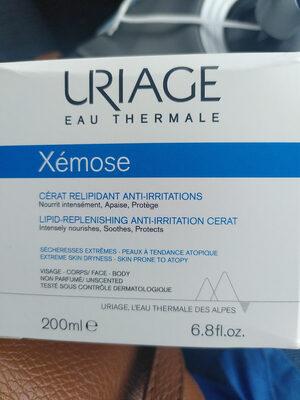 URIAGE
EAU THERMALE
Xémose
CÉRAT RELIPIDANT ANTI-IRRITATIONS
Nourrit intensément, Apaise, Protège
LIPID-REPLENISHING ANTI-IRRITATION CERAT
Intensely nourishes, Soothes, Protects
SÉCHERESSES EXTRÊMES - PEAUX À TENDANCE ATOPIQUE
EXTREME SKIN DRYNESS - SKIN PRONE TO ATOPY
VISAGE - CORPS/ FACE - BODY
NON PARFUMÉ/ UNSCENTED
TESTÉ SOUS CONTRÔLE DERMATOLOGIQUE
URIAGE, L'EAU THERMALE DES ALPES
200ml e 6.8fl.oz.